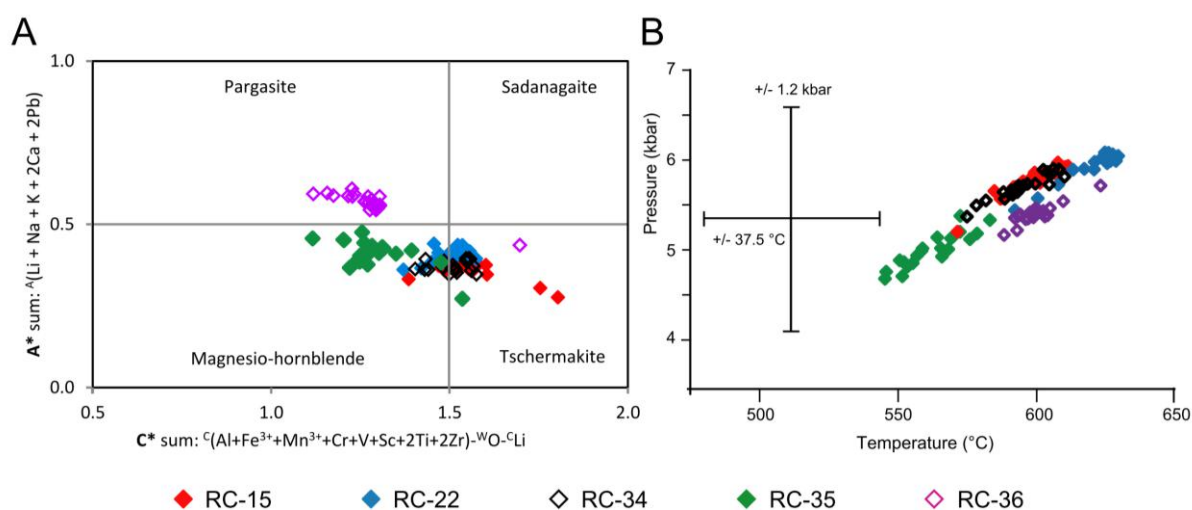 A
B
1.0
Pargasite
Sadanagaite
0.5
Magnesio-hornblende
Tschermakite
0.0
0.5
1.0
1.5
2.0
A* sum: ᴬ(Li + Na + K + 2Ca + 2Pb)
C* sum: ᶜ(Al+Fe³⁺+Mn³⁺+Cr+V+Sc+2Ti+2Zr)-ᵂO-ᶜLi
7
6
5
4
Pressure (kbar)
+/- 1.2 kbar
+/- 37.5 °C
500
550
600
650
Temperature (°C)
RC-15
RC-22
RC-34
RC-35
RC-36